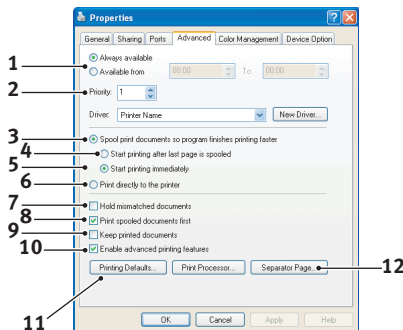 Properties
General Sharing Ports Advanced Color Management Device Option
1 Always available
Available from 00:00 To 00:00
2 Priority: 1
Driver: Printer Name New Driver...
3 Spool print documents so program finishes printing faster
4 Start printing after last page is spooled
5 Start printing immediately
6 Print directly to the printer
7 Hold mismatched documents
8 Print spooled documents first
9 Keep printed documents
10 Enable advanced printing features
Printing Defaults... Print Processor... Separator Page... 12
11
OK Cancel Apply Help